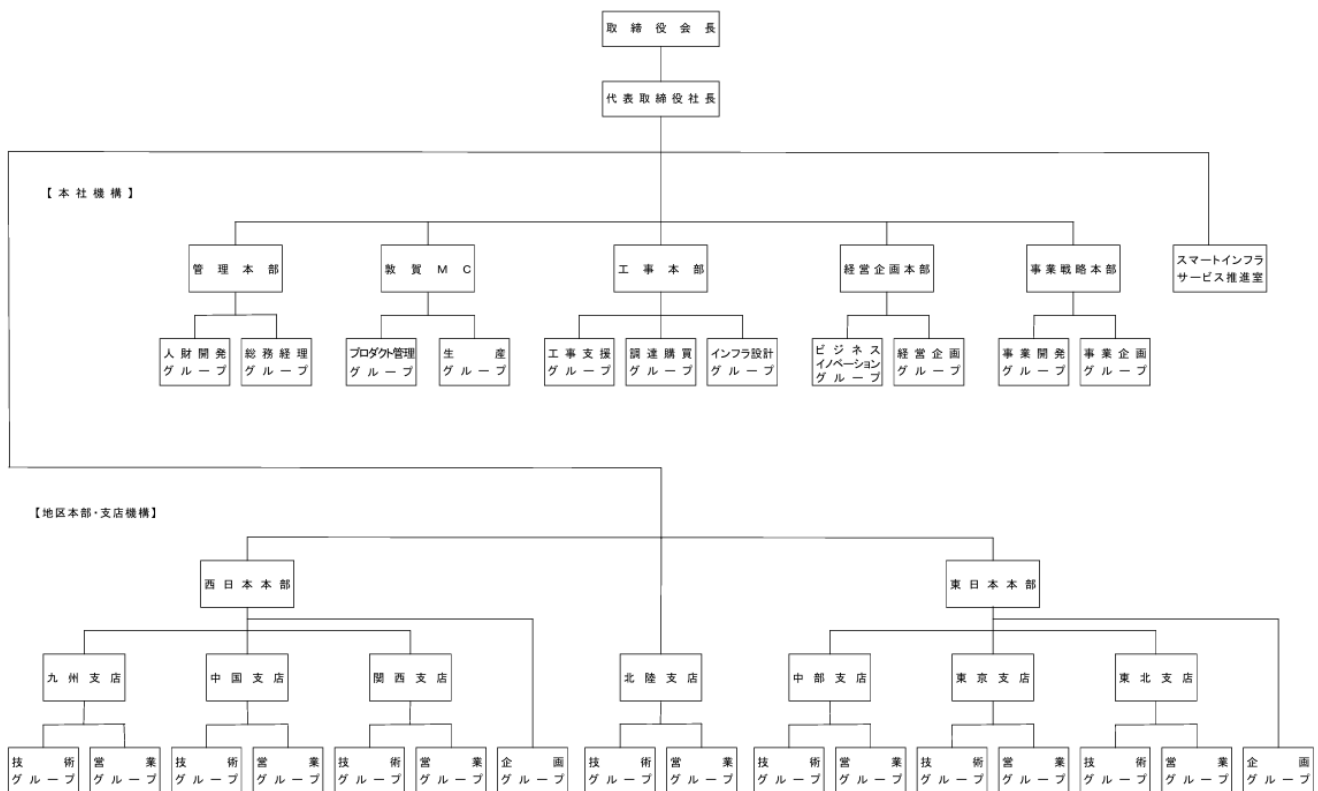 取締役会長
代表取締役社長
【本社機構】
管理本部
敦賀MC
工事本部
経営企画本部
事業戦略本部
スマートインフラ
サービス推進室
人財開発
グループ
総務経理
グループ
プロダクト管理
グループ
生産
グループ
工事支援
グループ
調達購買
グループ
インフラ設計
グループ
ビジネス
イノベーション
グループ
経営企画
グループ
事業開発
グループ
事業企画
グループ
【地区本部・支店機構】
西日本本部
東日本本部
九州支店
中国支店
関西支店
北陸支店
中部支店
東京支店
東北支店
技術
グループ
営業
グループ
技術
グループ
営業
グループ
技術
グループ
営業
グループ
企画
グループ
技術
グループ
営業
グループ
技術
グループ
営業
グループ
技術
グループ
営業
グループ
技術
グループ
営業
グループ
企画
グループ